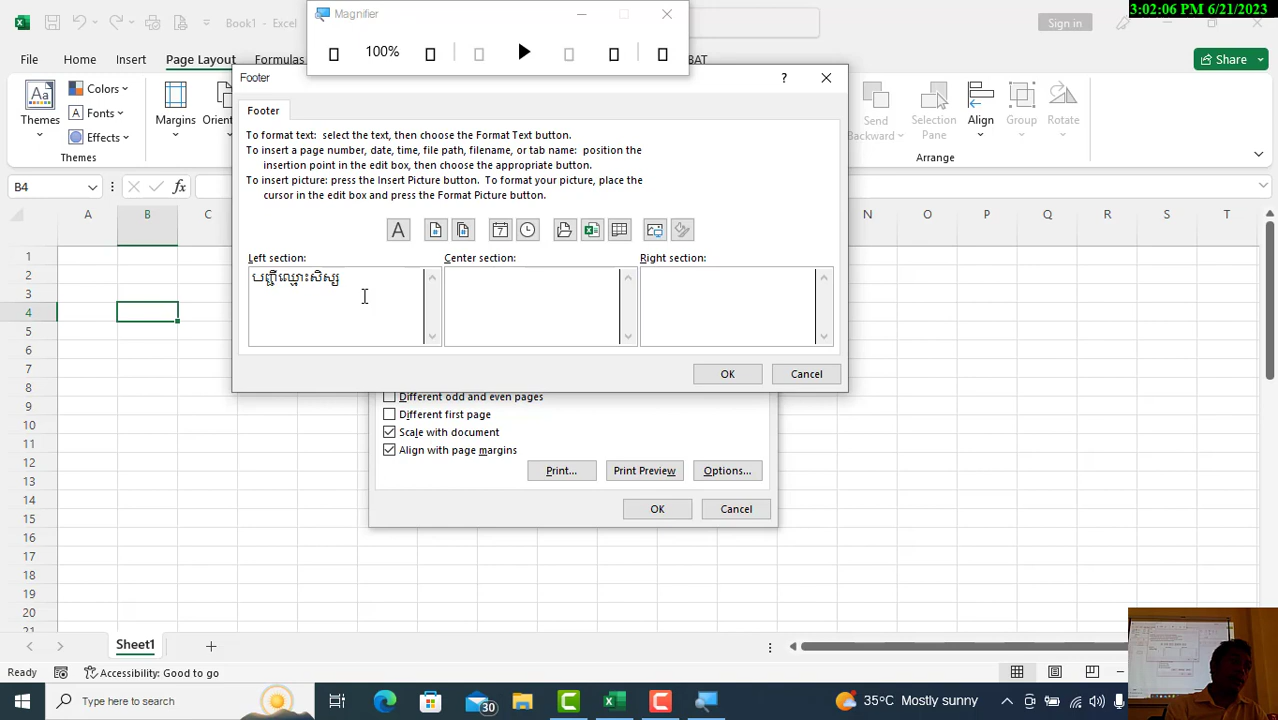 3:02:06 PM 6/21/2023
Book1 - Excel
Magnifier
Sign in
100%
File
Home
Insert
Page Layout
BAT
Share
Themes
Colors
Fonts
Effects
Themes
Margins
Send
Backward
Selection
Pane
Align
Group
Rotate
Arrange
B4
Footer
Footer
To format text: select the text, then choose the Format Text button.
To insert a page number, date, time, file path, filename, or tab name: position the
insertion point in the edit box, then choose the appropriate button.
To insert picture: press the Insert Picture button. To format your picture, place the
cursor in the edit box and press the Format Picture button.
Left section:
Center section:
Right section:
បញ្ជីឈ្មោះសិស្ស
OK
Cancel
Different odd and even pages
Different first page
Scale with document
Align with page margins
Print...
Print Preview
Options...
OK
Cancel
A B C N O P Q R S T
1
2
3
4
5
6
7
8
9
10
11
12
13
14
15
16
17
18
19
20
21
Sheet1
Ready
Accessibility: Good to go
Type here to search
30
35°C Mostly sunny